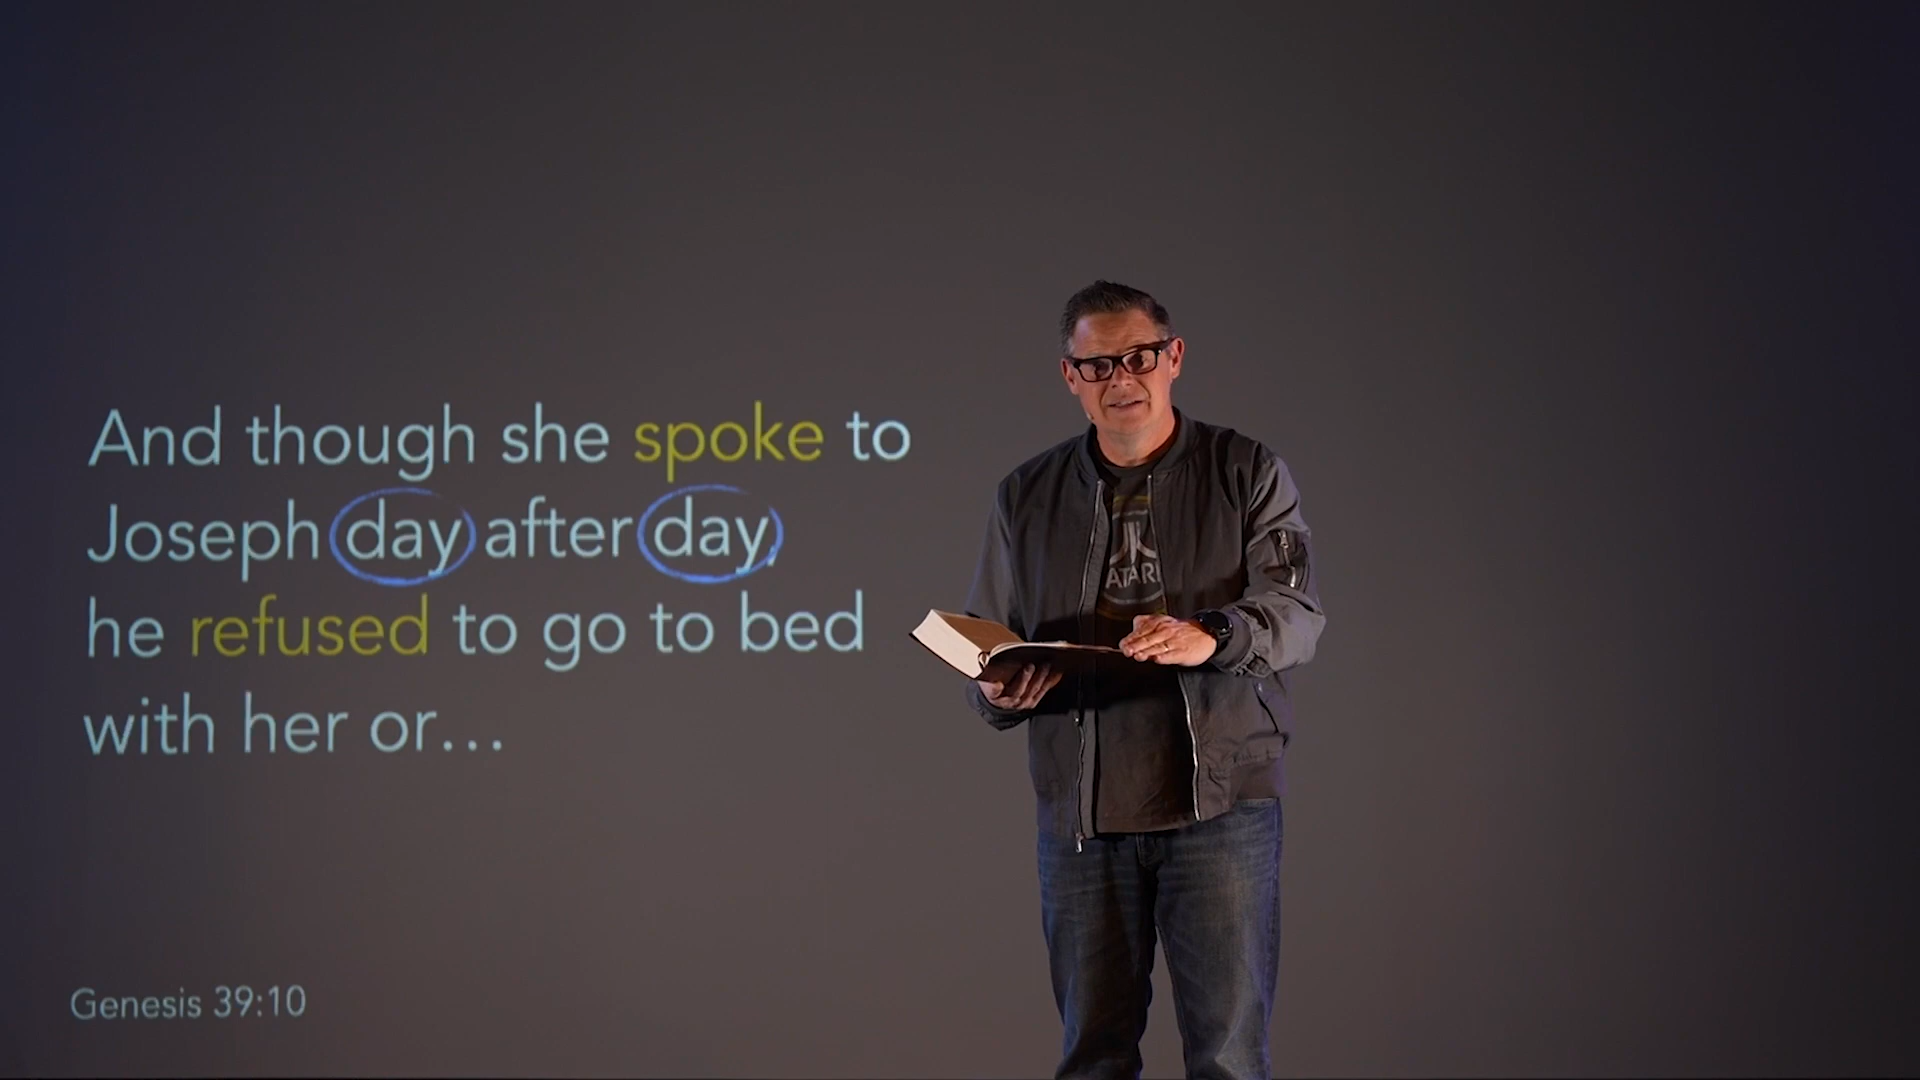 And though she spoke to
Joseph day after day,
he refused to go to bed
with her or...
Genesis 39:10
ATARI